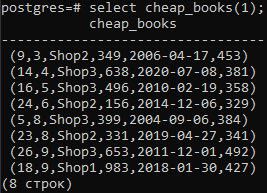 postgres=# select cheap_books(1);
cheap_books
-----------------------------------
(9,3,Shop2,349,2006-04-17,453)
(14,4,Shop3,638,2020-07-08,381)
(16,5,Shop3,496,2010-02-19,358)
(24,6,Shop2,156,2014-12-06,329)
(5,8,Shop3,399,2004-09-06,384)
(23,8,Shop2,331,2019-04-27,341)
(26,9,Shop3,653,2011-12-01,492)
(18,9,Shop1,983,2018-01-30,427)
(8 строк)